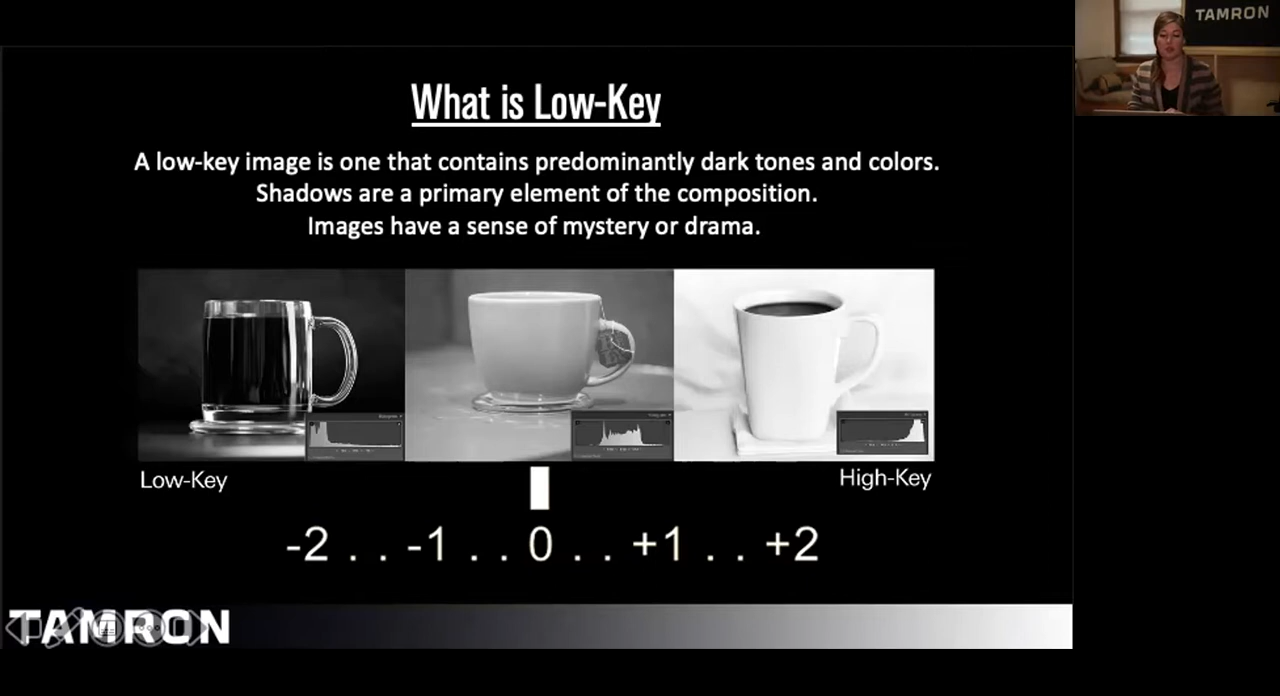 What is Low-Key
A low-key image is one that contains predominantly dark tones and colors.
Shadows are a primary element of the composition.
Images have a sense of mystery or drama.
Low-Key
High-Key
-2 . . -1 . . 0 . . +1 . . +2
TAMRON
TAMRON